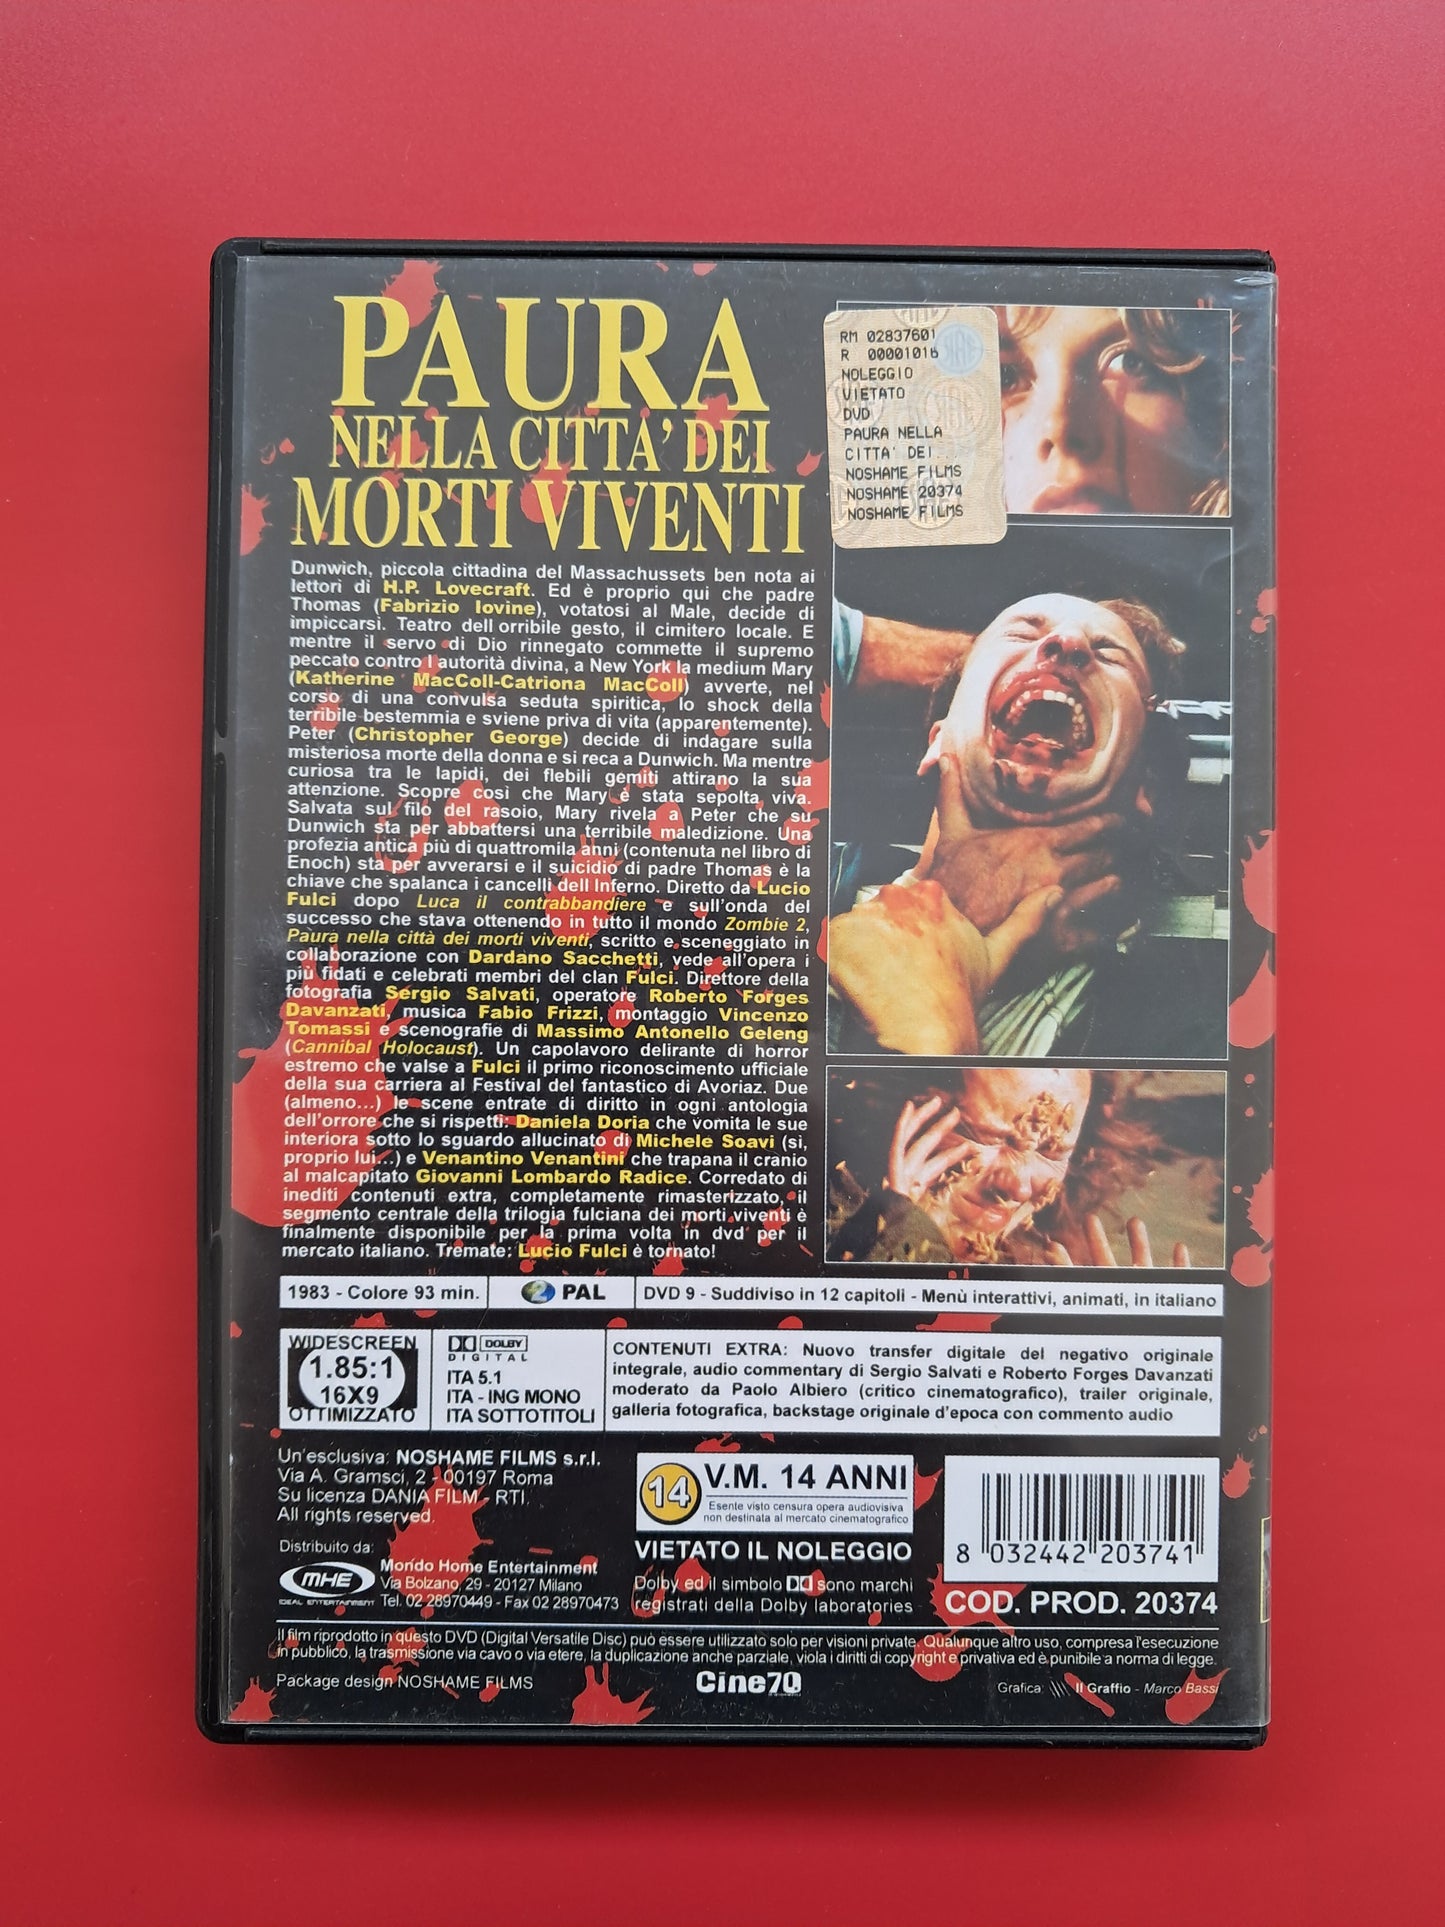 PAURA
NELLA CITTA' DEI
MORTI VIVENTI
RM 02837601
R 00001016
NOLEGGIO
VIETATO
DVD
PAURA NELLA
CITTA' DEI...
NOSHAME FILMS
NOSHAME 20374
NOSHAME FILMS
Dunwich, piccola cittadina del Massachussets ben nota ai
lettori di H.P. Lovecraft. Ed è proprio qui che padre
Thomas (Fabrizio Iovine), votatosi al Male, decide di
impiccarsi. Teatro dell orribile gesto, il cimitero locale. E
mentre il servo di Dio rinnegato commette il supremo
peccato contro l autorità divina, a New York la medium Mary
(Katherine MacColl-Catriona MacColl) avverte, nel
corso di una convulsa seduta spiritica, lo shock della
terribile bestemmia e sviene priva di vita (apparentemente).
Peter (Christopher George) decide di indagare sulla
misteriosa morte della donna e si reca a Dunwich. Ma mentre
curiosa tra le lapidi, dei flebili gemiti attirano la sua
attenzione. Scopre così che Mary è stata sepolta viva.
Salvata sul filo del rasoio, Mary rivela a Peter che su
Dunwich sta per abbattersi una terribile maledizione. Una
profezia antica più di quattromila anni (contenuta nel libro di
Enoch) sta per avverarsi e il suicidio di padre Thomas è la
chiave che spalanca i cancelli dell Inferno. Diretto da Lucio
Fulci dopo Luca il contrabbandiere e sull'onda del
successo che stava ottenendo in tutto il mondo Zombie 2,
Paura nella città dei morti viventi, scritto e sceneggiato in
collaborazione con Dardano Sacchetti, vede all'opera i
più fidati e celebrati membri del clan Fulci. Direttore della
fotografia Sergio Salvati, operatore Roberto Forges
Davanzati, musica Fabio Frizzi, montaggio Vincenzo
Tomassi e scenografie di Massimo Antonello Geleng
(Cannibal Holocaust). Un capolavoro delirante di horror
estremo che valse a Fulci il primo riconoscimento ufficiale
della sua carriera al Festival del fantastico di Avoriaz. Due
(almeno...) le scene entrate di diritto in ogni antologia
dell'orrore che si rispetti: Daniela Doria che vomita le sue
interiora sotto lo sguardo allucinato di Michele Soavi (sì,
proprio lui...) e Venantino Venantini che trapana il cranio
al malcapitato Giovanni Lombardo Radice. Corredato di
inediti contenuti extra, completamente rimasterizzato, il
segmento centrale della trilogia fulciana dei morti viventi è
finalmente disponibile per la prima volta in dvd per il
mercato italiano. Tremate: Lucio Fulci è tornato!
1983 - Colore 93 min.
2 PAL
DVD 9 - Suddiviso in 12 capitoli - Menù interattivi, animati, in italiano
WIDESCREEN
1.85:1
16X9
OTTIMIZZATO
DOLBY
DIGITAL
ITA 5.1
ITA - ING MONO
ITA SOTTOTITOLI
CONTENUTI EXTRA: Nuovo transfer digitale del negativo originale
integrale, audio commentary di Sergio Salvati e Roberto Forges Davanzati
moderato da Paolo Albiero (critico cinematografico), trailer originale,
galleria fotografica, backstage originale d'epoca con commento audio
Un'esclusiva: NOSHAME FILMS s.r.l.
Via A. Gramsci, 2 - 00197 Roma
Su licenza DANIA FILM - RTI.
All rights reserved.
Distribuito da:
MHE
IDEAL ENTERTAINMENT
Mondo Home Entertainment
Via Bolzano, 29 - 20127 Milano
Tel. 02 28970449 - Fax 02 28970473
14
V.M. 14 ANNI
Esente visto censura opera audiovisiva
non destinata al mercato cinematografico
VIETATO IL NOLEGGIO
Dolby ed il simbolo sono marchi
registrati della Dolby laboratories
8 032442 203741
COD. PROD. 20374
Il film riprodotto in questo DVD (Digital Versatile Disc) può essere utilizzato solo per visioni private. Qualunque altro uso, compresa l'esecuzione
in pubblico, la trasmissione via cavo o via etere, la duplicazione anche parziale, viola i diritti di copyright e privativa ed è punibile a norma di legge.
Package design NOSHAME FILMS
Cine70
Grafica: Il Graffio - Marco Bassi